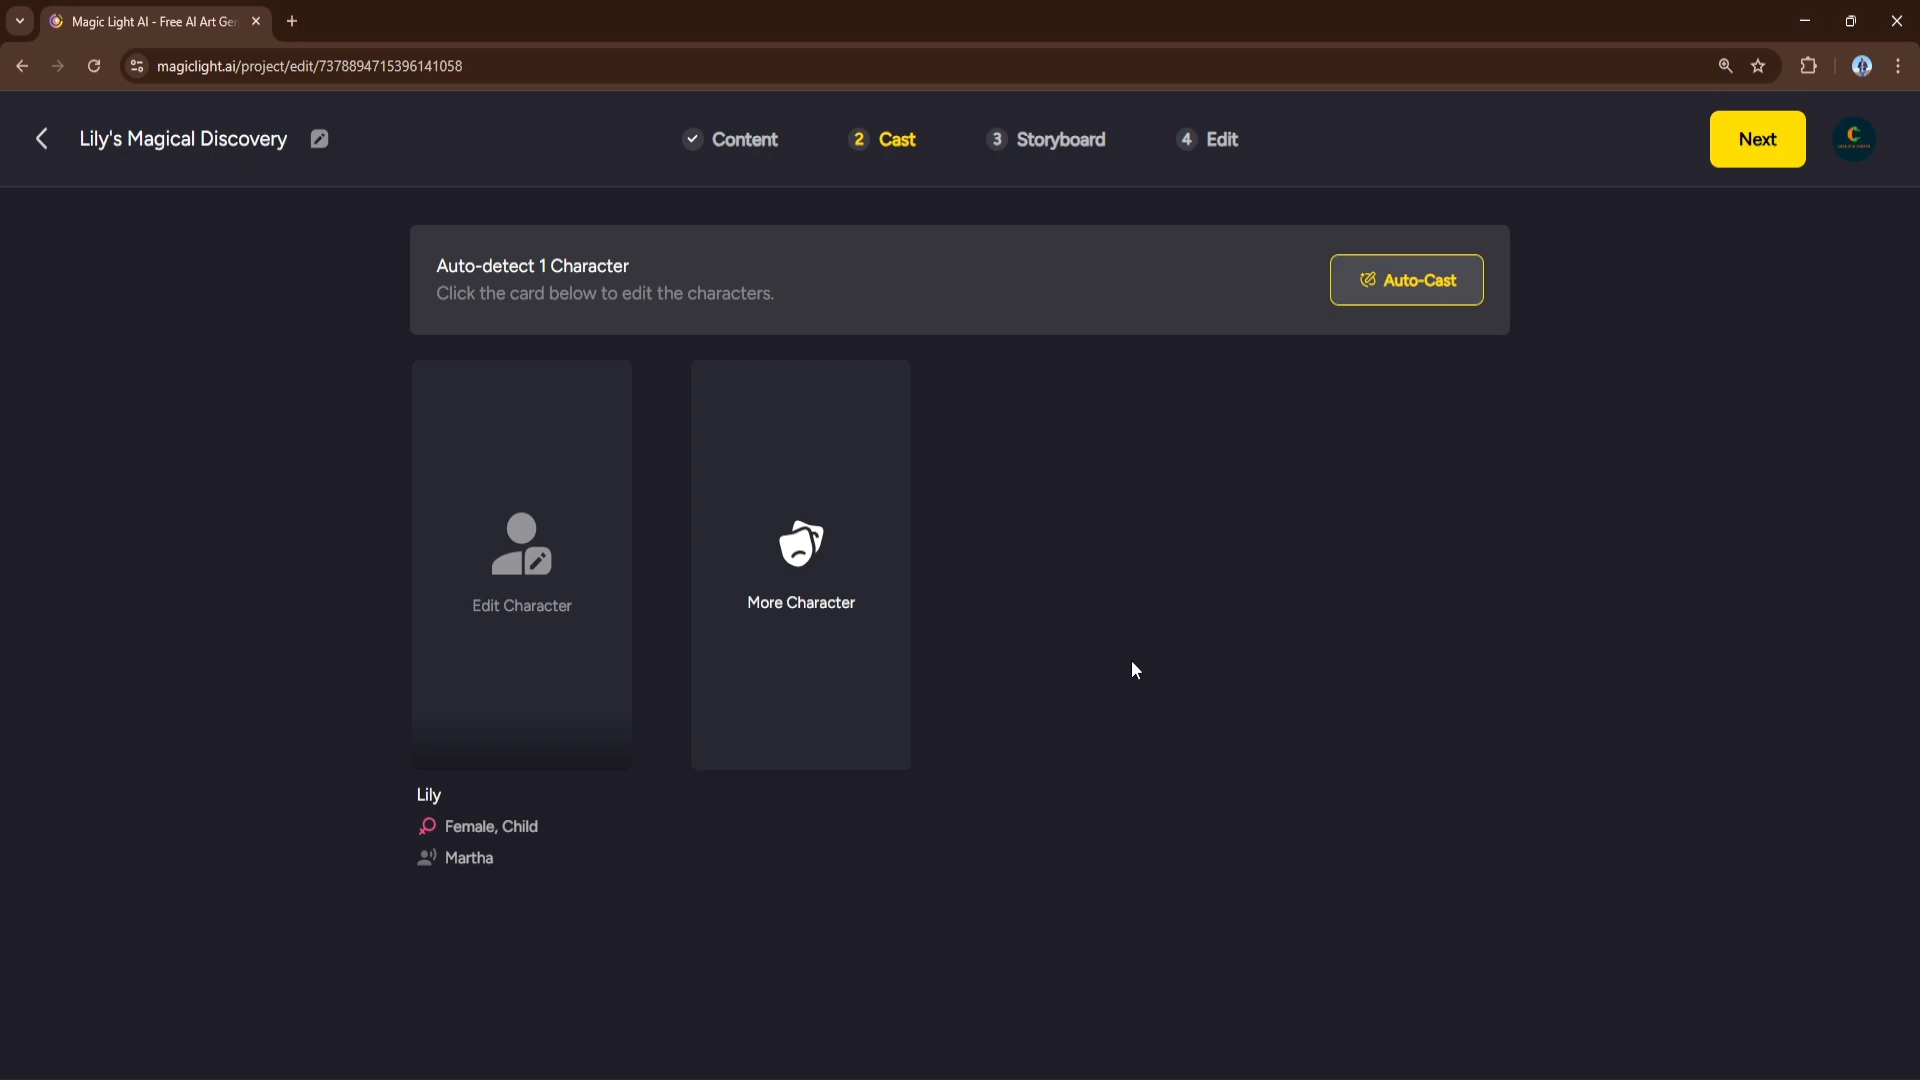 Magic Light AI - Free AI Art Ger
magiclight.ai/project/edit/7378894715396141058
Lily's Magical Discovery
Content
2 Cast
3 Storyboard
4 Edit
Next
Auto-detect 1 Character
Click the card below to edit the characters.
Auto-Cast
Edit Character
More Character
Lily
Female, Child
Martha